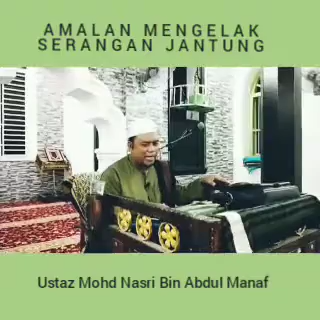 AMALAN MENGELAK
SERANGAN JANTUNG
Ustaz Mohd Nasri Bin Abdul Manaf